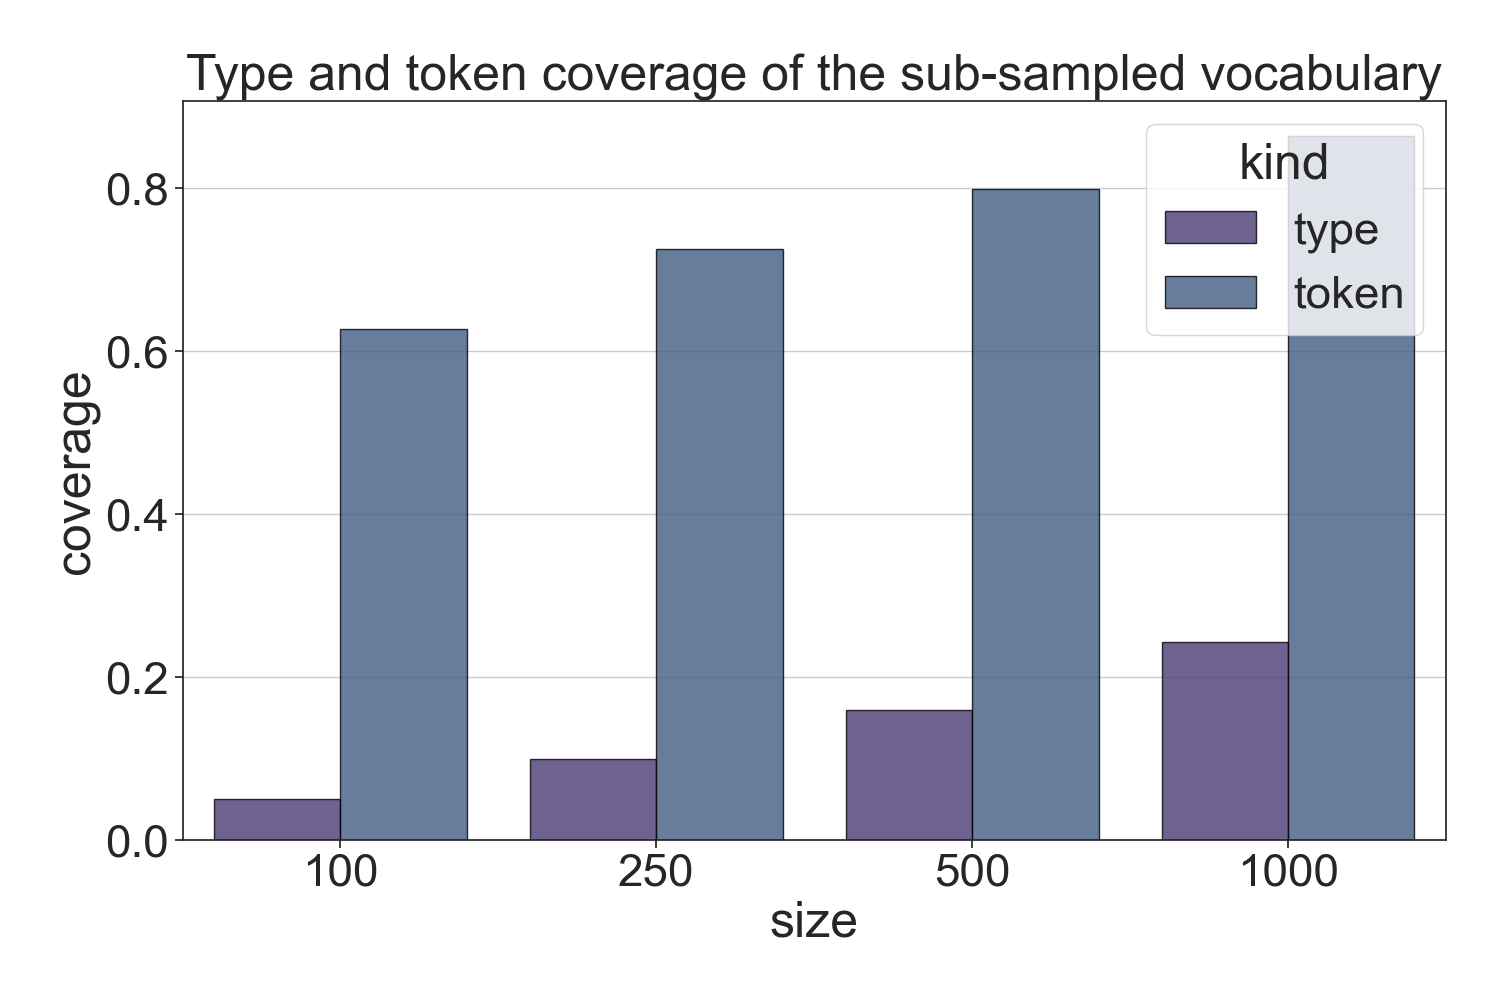 Type and token coverage of the sub-sampled vocabulary
kind
type
token
coverage
0.8
0.6
0.4
0.2
0.0
100
250
500
1000
size